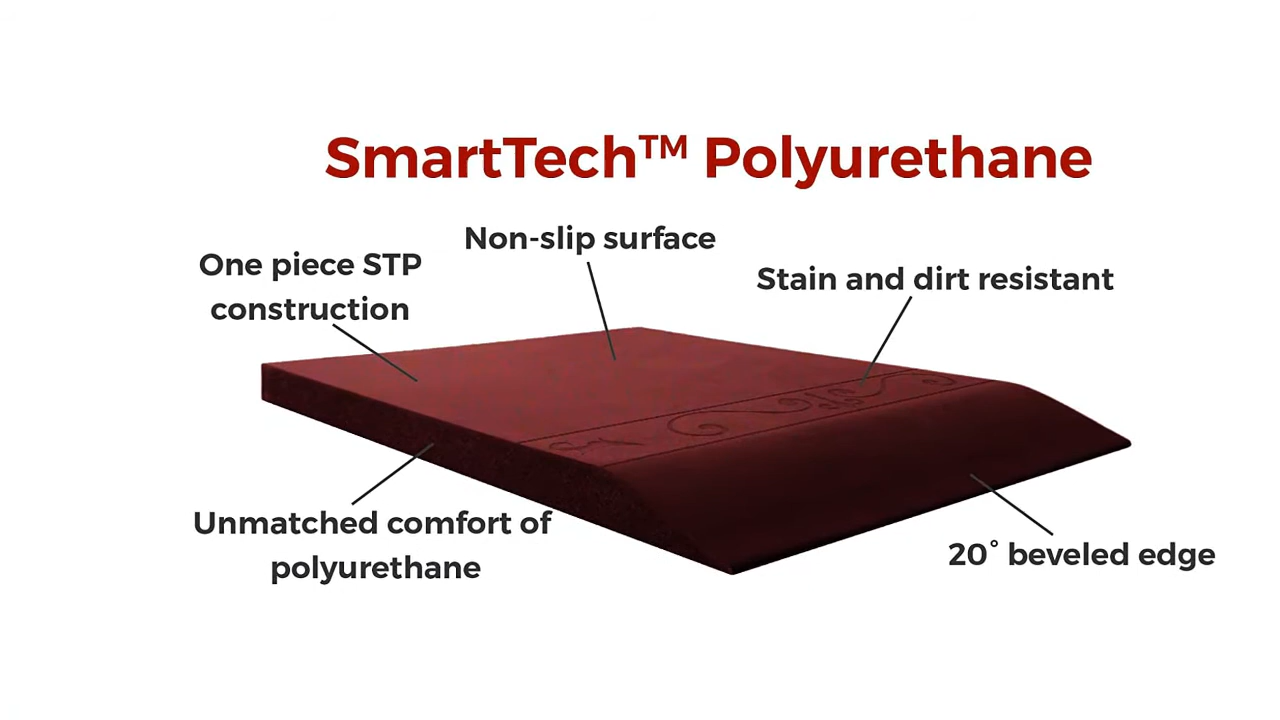 SmartTech™ Polyurethane
Non-slip surface
One piece STP
construction
Stain and dirt resistant
Unmatched comfort of
polyurethane
20° beveled edge